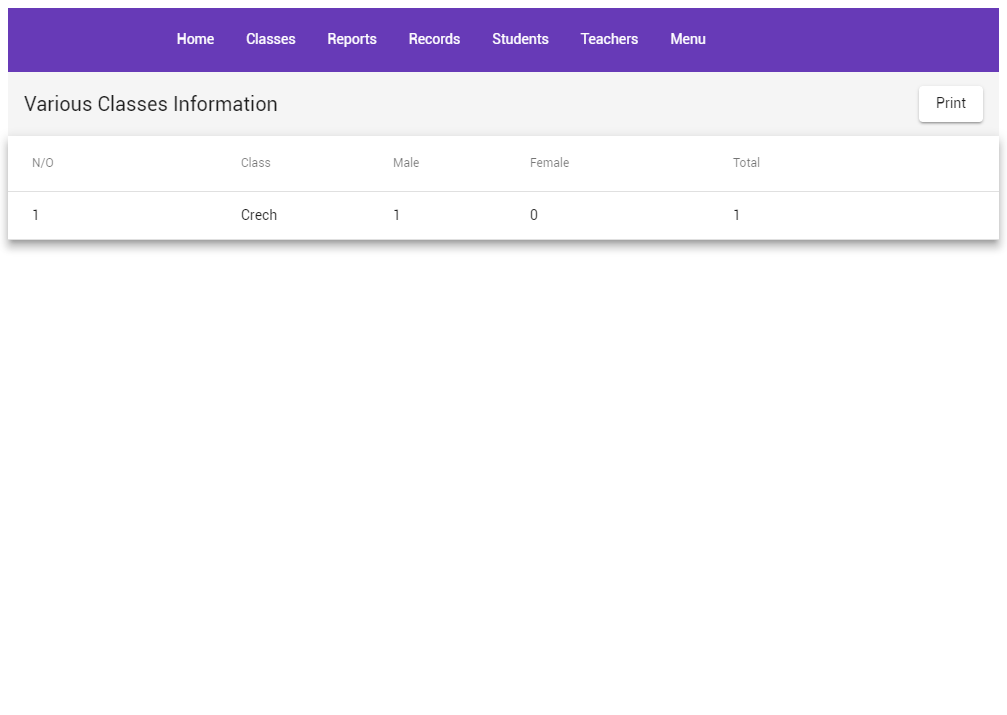 Home Classes Reports Records Students Teachers Menu
Various Classes Information Print
N/O Class Male Female Total
1 Crech 1 0 1